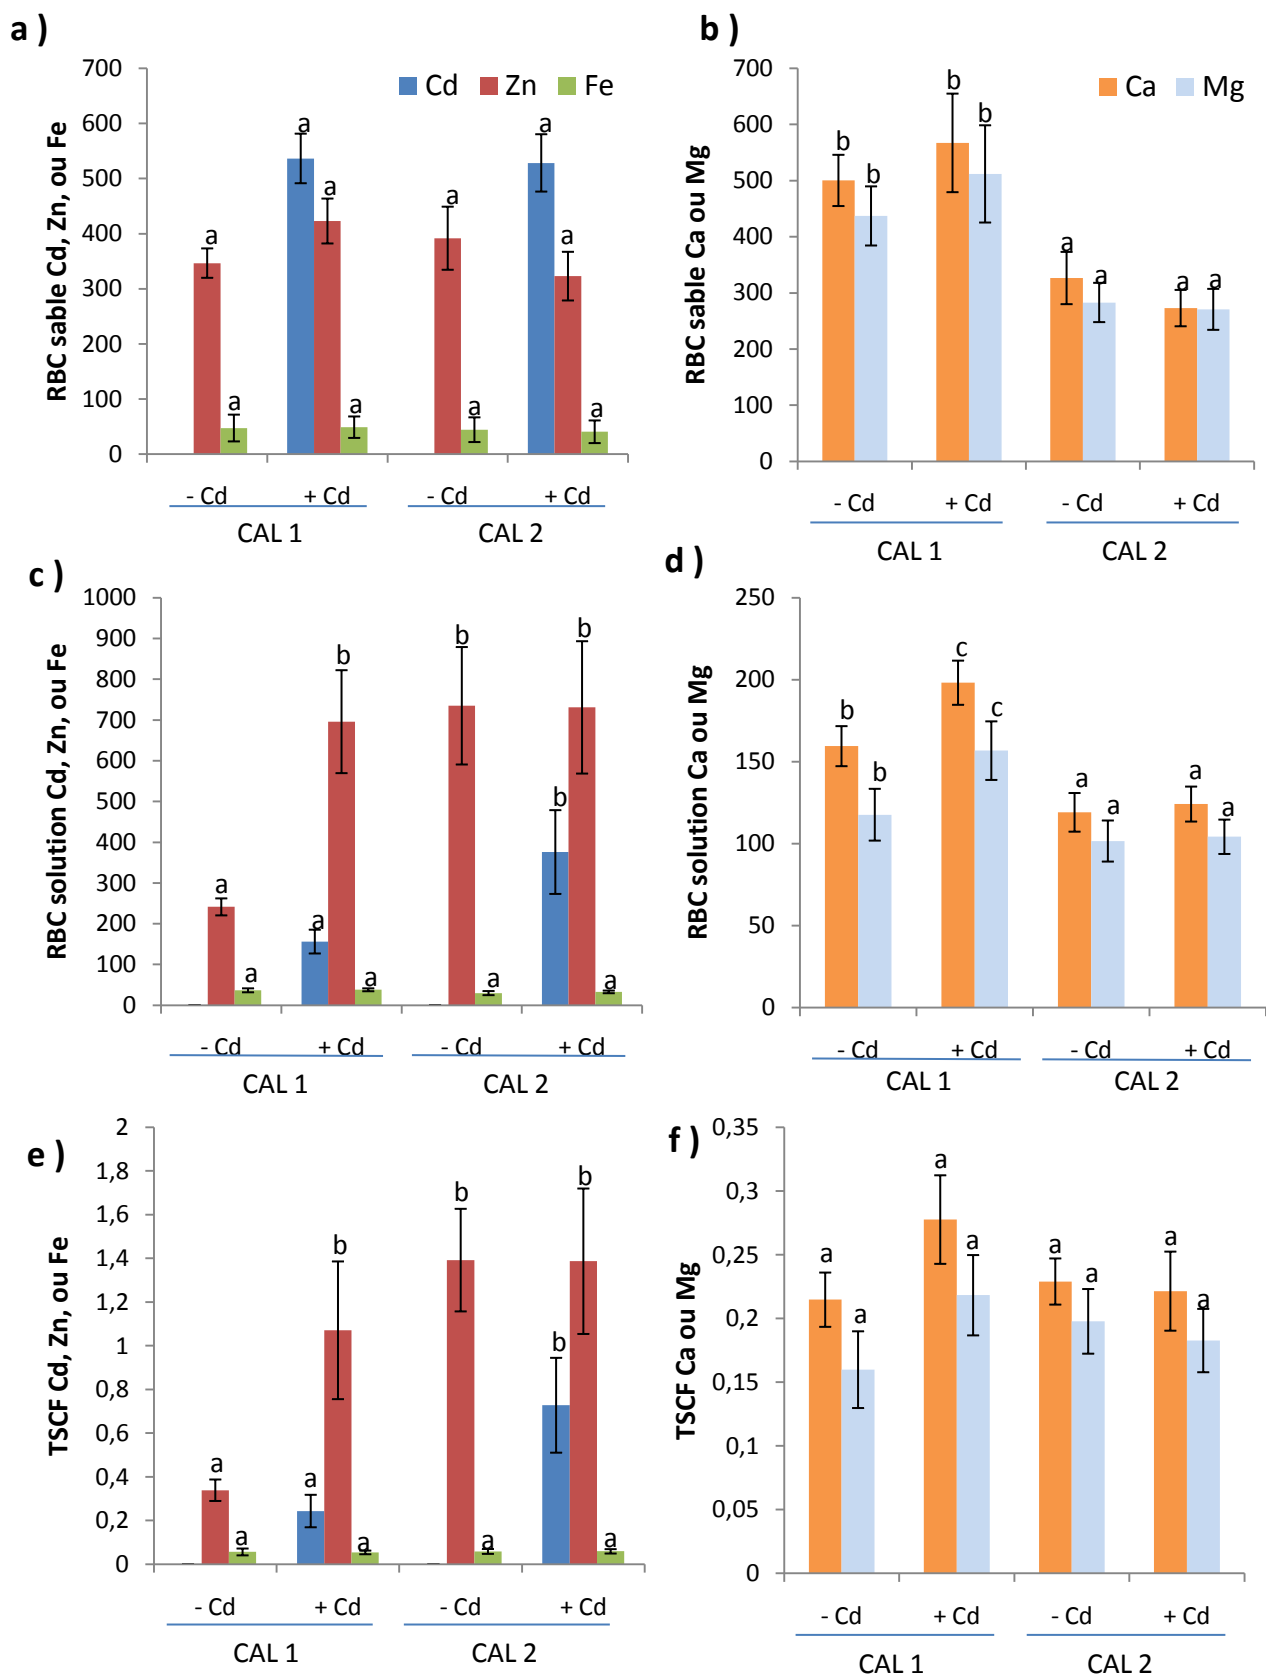 a )
RBC sable Cd, Zn, ou Fe
700
600
500
400
300
200
100
0
Cd Zn Fe
a a a a a a a a a a
- Cd + Cd - Cd + Cd
CAL 1 CAL 2
b )
RBC sable Ca ou Mg
700
600
500
400
300
200
100
0
Ca Mg
b b b b a a a a
- Cd + Cd - Cd + Cd
CAL 1 CAL 2
c )
RBC solution Cd, Zn, ou Fe
1000
900
800
700
600
500
400
300
200
100
0
a a a b a b a b b a
- Cd + Cd - Cd + Cd
CAL 1 CAL 2
d )
RBC solution Ca ou Mg
250
200
150
100
50
0
b b c c a a a a
- Cd + Cd - Cd + Cd
CAL 1 CAL 2
e )
TSCF Cd, Zn, ou Fe
2
1,8
1,6
1,4
1,2
1
0,8
0,6
0,4
0,2
0
a a a b a b a b b a
- Cd + Cd - Cd + Cd
CAL 1 CAL 2
f )
TSCF Ca ou Mg
0,35
0,3
0,25
0,2
0,15
0,1
0,05
0
a a a a a a a a
- Cd + Cd - Cd + Cd
CAL 1 CAL 2